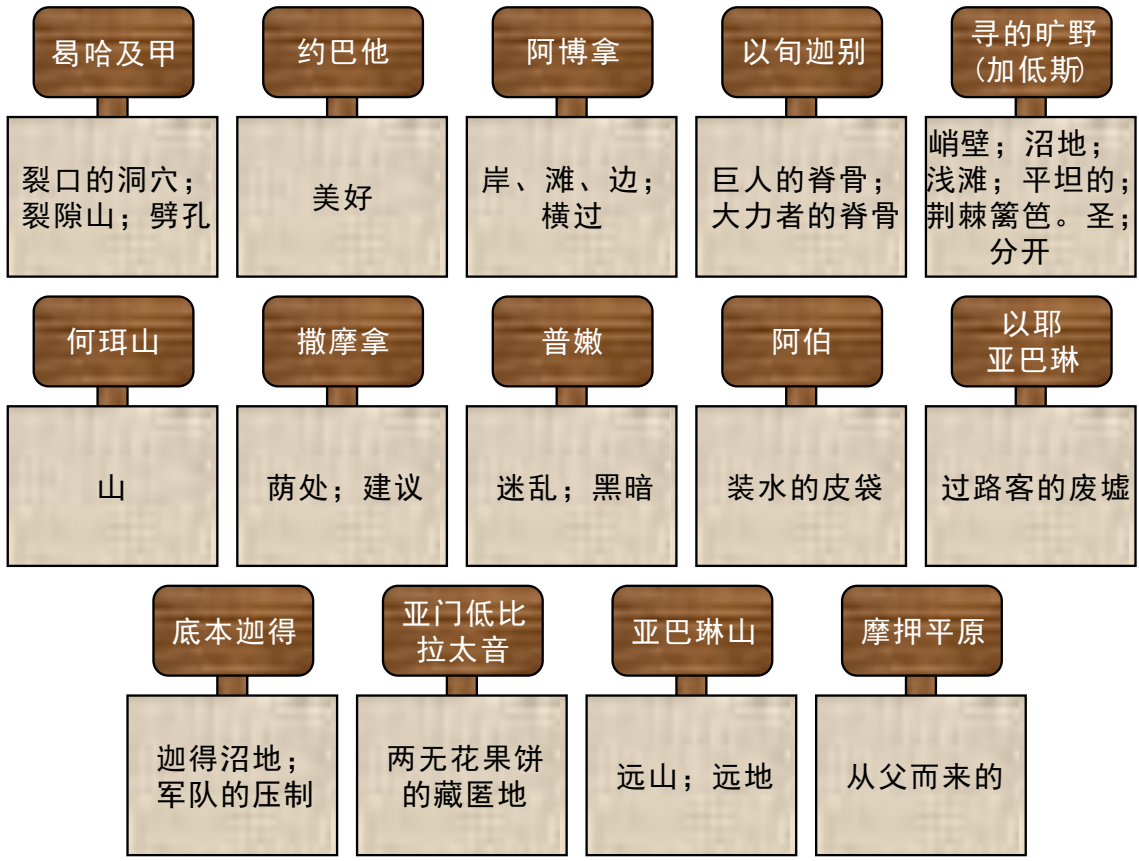 曷哈及甲
裂口的洞穴；
裂隙山；劈孔
约巴他
美好
阿博拿
岸、滩、边；
横过
以旬迦别
巨人的脊骨；
大力者的脊骨
寻的旷野
(加低斯)
峭壁；沼地；
浅滩；平坦的；
荆棘篱笆。圣；
分开
何珥山
山
撒摩拿
荫处；建议
普嫩
迷乱；黑暗
阿伯
装水的皮袋
以耶
亚巴琳
过路客的废墟
底本迦得
迦得沼地；
军队的压制
亚门低比
拉太音
两无花果饼
的藏匿地
亚巴琳山
远山；远地
摩押平原
从父而来的